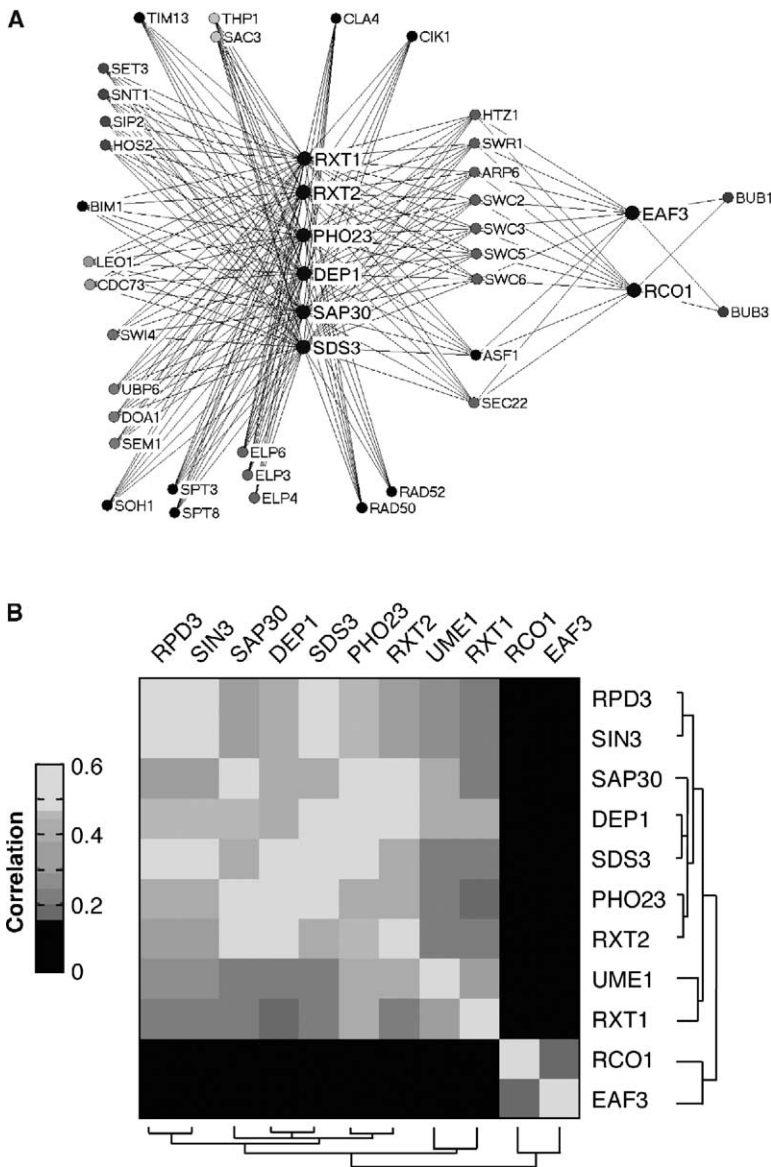 A
TIM13
THP1
SAC3
CLA4
CIK1
SET3
SNT1
SIP2
HOS2
BIM1
LEO1
CDC73
SWI4
UBP6
DOA1
SEM1
SOH1
SPT3
SPT8
ELP6
ELP3
ELP4
RAD52
RAD50
RXT1
RXT2
PHO23
DEP1
SAP30
SDS3
HTZ1
SWR1
ARP6
SWC2
SWC3
SWC5
SWC6
ASF1
SEC22
EAF3
RCO1
BUB1
BUB3
B
RPD3
SIN3
SAP30
DEP1
SDS3
PHO23
RXT2
UME1
RXT1
RCO1
EAF3
Correlation
0.6
0.4
0.2
0
RPD3
SIN3
SAP30
DEP1
SDS3
PHO23
RXT2
UME1
RXT1
RCO1
EAF3